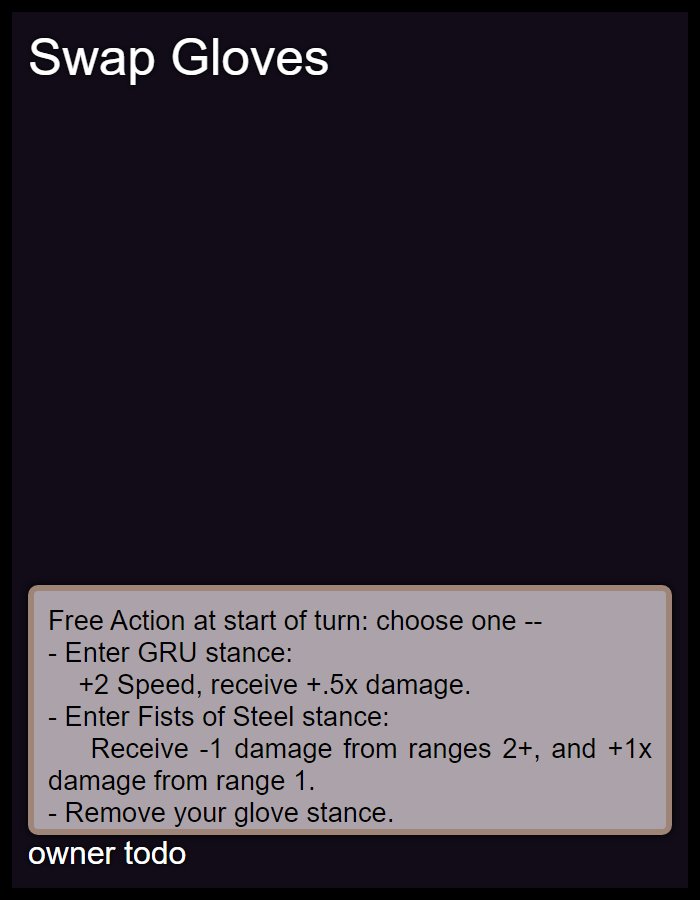 Swap Gloves
Free Action at start of turn: choose one --
- Enter GRU stance:
+2 Speed, receive +.5x damage.
- Enter Fists of Steel stance:
Receive -1 damage from ranges 2+, and +1x
damage from range 1.
- Remove your glove stance.
owner todo